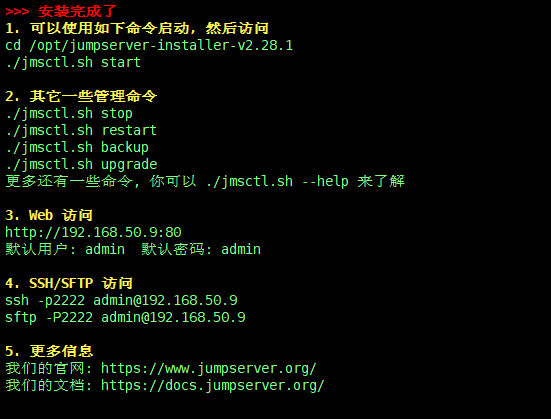 >>> 安装完成了
1. 可以使用如下命令启动, 然后访问
cd /opt/jumpserver-installer-v2.28.1
./jmsctl.sh start
2. 其它一些管理命令
./jmsctl.sh stop
./jmsctl.sh restart
./jmsctl.sh backup
./jmsctl.sh upgrade
更多还有一些命令, 你可以 ./jmsctl.sh --help 来了解
3. Web 访问
http://192.168.50.9:80
默认用户: admin  默认密码: admin
4. SSH/SFTP 访问
ssh -p2222 admin@192.168.50.9
sftp -P2222 admin@192.168.50.9
5. 更多信息
我们的官网: https://www.jumpserver.org/
我们的文档: https://docs.jumpserver.org/